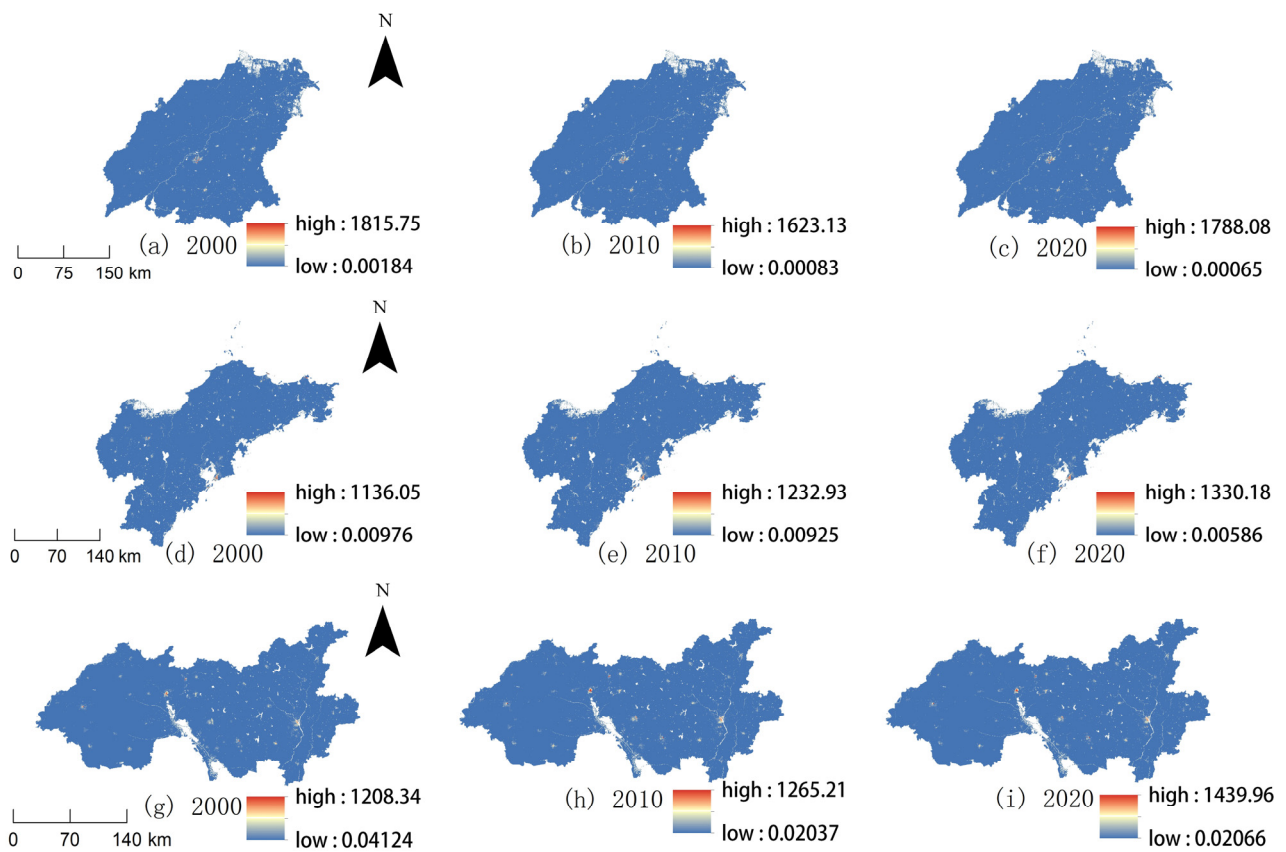 N
high : 1815.75
low : 0.00184
(a) 2000
0 75 150 km
high : 1623.13
low : 0.00083
(b) 2010
high : 1788.08
low : 0.00065
(c) 2020
N
high : 1136.05
low : 0.00976
(d) 2000
0 70 140 km
high : 1232.93
low : 0.00925
(e) 2010
high : 1330.18
low : 0.00586
(f) 2020
N
high : 1208.34
low : 0.04124
(g) 2000
0 70 140 km
high : 1265.21
low : 0.02037
(h) 2010
high : 1439.96
low : 0.02066
(i) 2020